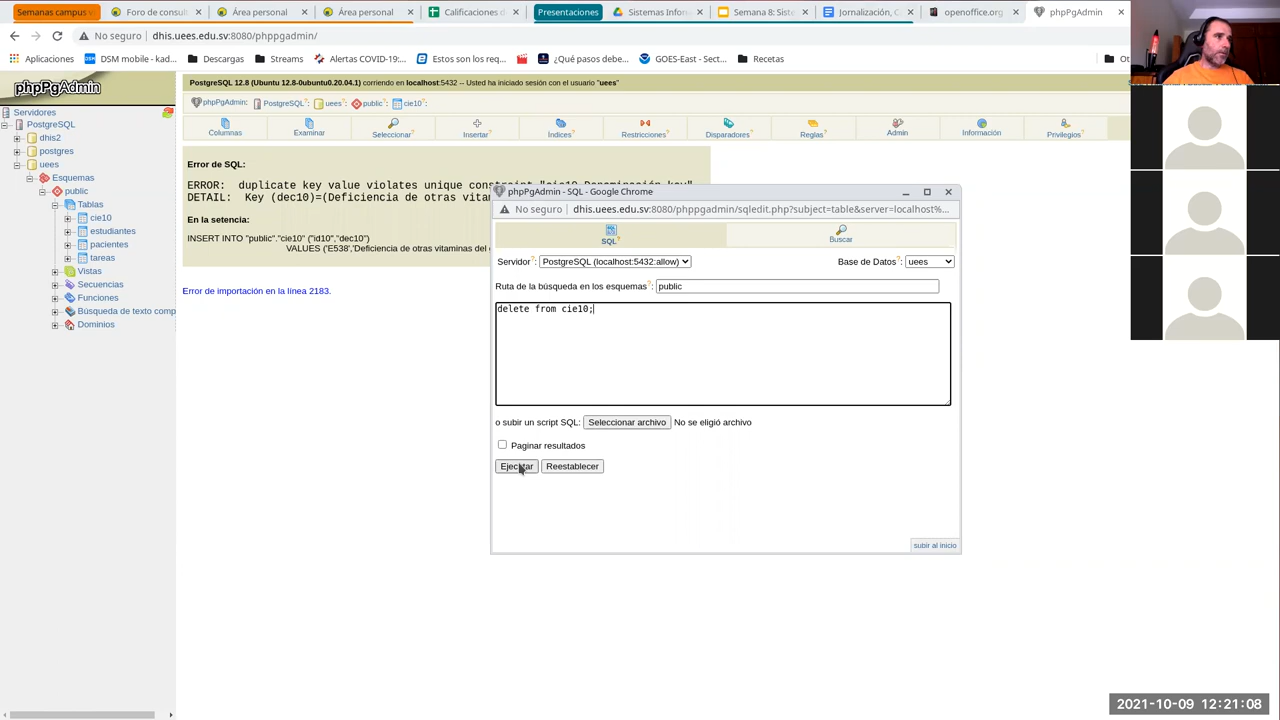 Semanas campus v
Foro de consul
Área personal
Área personal
Calificaciones d
Presentaciones
Sistemas Infor
Semana 8: Sist
Jornalización, C
openoffice.org
phpPgAdmin
No seguro
dhis.uees.edu.sv:8080/phppgadmin/
Aplicaciones
DSM mobile - kad...
Descargas
Streams
Alertas COVID-19:...
Estos son los req...
¿Qué pasos debe...
GOES-East - Sect...
Recetas
Ot
phpPgAdmin
PostgreSQL 12.8 (Ubuntu 12.8-0ubuntu0.20.04.1) corriendo en localhost:5432 -- Usted ha iniciado sesión con el usuario "uees"
phpPgAdmin:
PostgreSQL?:
uees?:
public?:
cie10?:
Columnas
Examinar
Seleccionar?
Insertar?
Índices?
Restricciones?
Disparadores?
Reglas?
Admin
Información
Privilegios?
Servidores
PostgreSQL
dhis2
postgres
uees
Esquemas
public
Tablas
cie10
estudiantes
pacientes
tareas
Vistas
Secuencias
Funciones
Búsqueda de texto comp
Dominios
Error de SQL:
ERROR:  duplicate key value violates unique constraint "cie10_Denominación_key"
DETAIL:  Key (dec10)=(Deficiencia de otras vitam
En la setencia:
INSERT INTO "public"."cie10" ("id10","dec10")
VALUES ('E538','Deficiencia de otras vitaminas del
Error de importación en la línea 2183.
phpPgAdmin - SQL - Google Chrome
No seguro
dhis.uees.edu.sv:8080/phppgadmin/sqledit.php?subject=table&server=localhost%...
SQL?
Buscar
Servidor?:
PostgreSQL (localhost:5432:allow)
Base de Datos?:
uees
Ruta de la búsqueda en los esquemas?:
public
delete from cie10;
o subir un script SQL:
Seleccionar archivo
No se eligió archivo
Paginar resultados
Ejecutar
Reestablecer
subir al inicio
2021-10-09 12:21:08